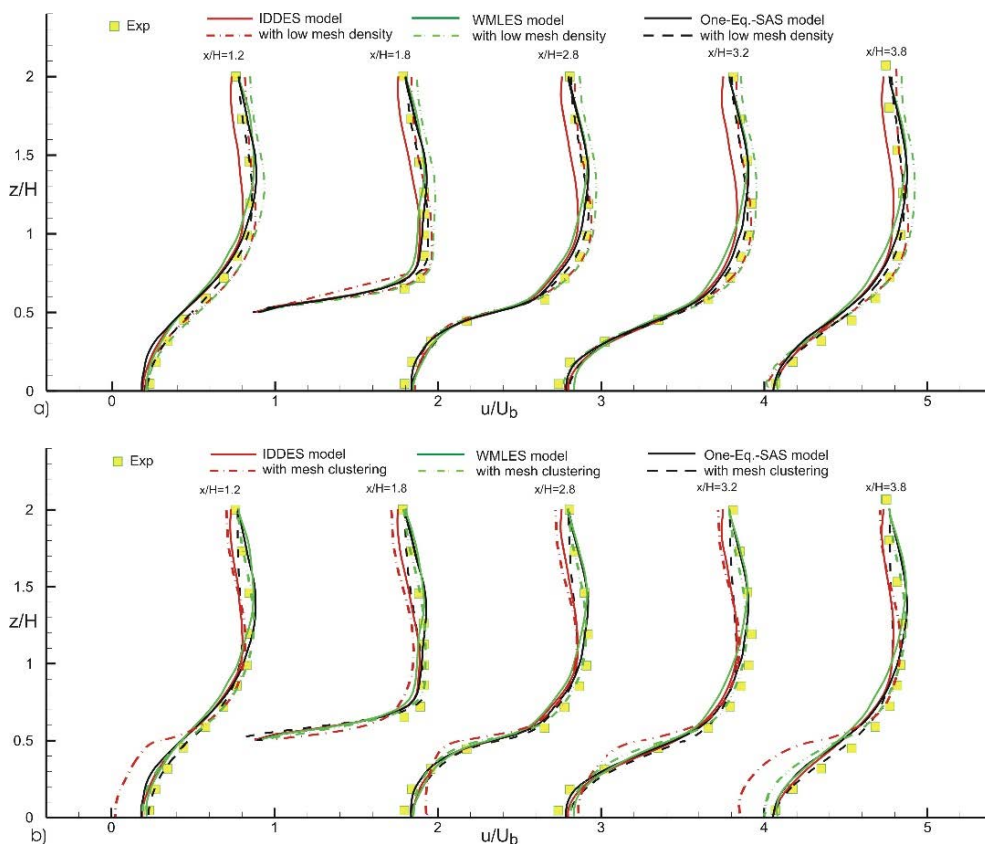 Exp
IDDES model
with low mesh density
WMLES model
with low mesh density
One-Eq.-SAS model
with low mesh density
x/H=1.2
x/H=1.8
x/H=2.8
x/H=3.2
x/H=3.8
2
1.5
z/H
1
0.5
0
a)
0
1
2
3
4
5
u/Ub
Exp
IDDES model
with mesh clustering
WMLES model
with mesh clustering
One-Eq.-SAS model
with mesh clustering
x/H=1.2
x/H=1.8
x/H=2.8
x/H=3.2
x/H=3.8
2
1.5
z/H
1
0.5
0
b)
0
1
2
3
4
5
u/Ub